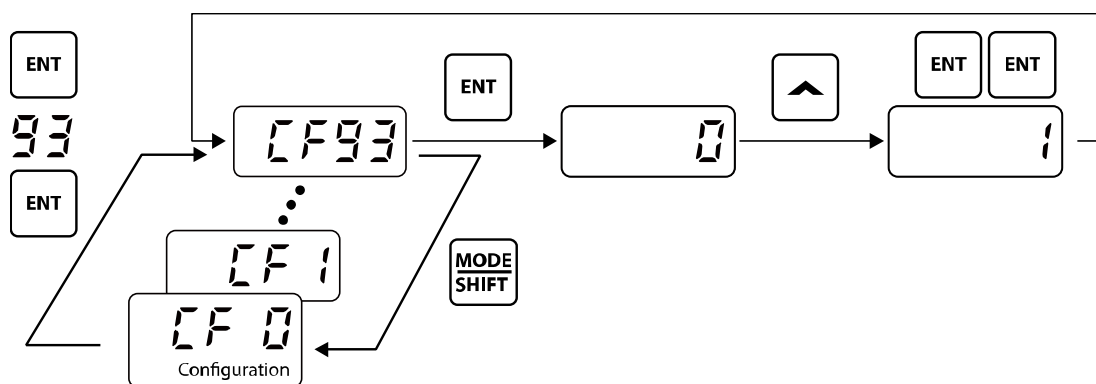 ENT
93
ENT
CF93
ENT
0
ENT ENT
1
CF 1
CF 0
Configuration
MODE
SHIFT